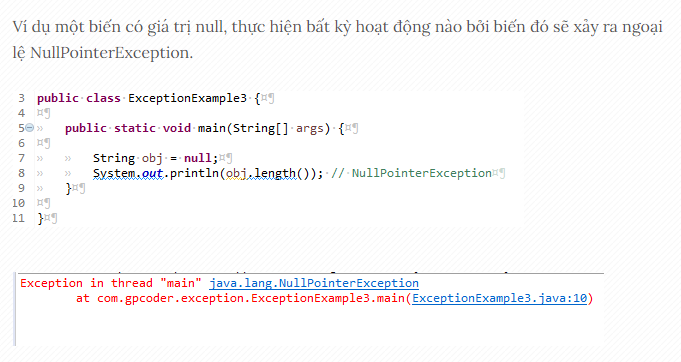 Ví dụ một biến có giá trị null, thực hiện bất kỳ hoạt động nào bởi biến đó sẽ xảy ra ngoại
lệ NullPointerException.
3 public class ExceptionExample3 {¤¶
4 ¤¶
5 » public static void main(String[] args) {¤¶
6 ¤¶
7 » » String obj = null;¤¶
8 » » System.out.println(obj.length()); // NullPointerException¤¶
9 » }¤¶
10 ¤¶
11 }¤¶
Exception in thread "main" java.lang.NullPointerException
at com.gpcoder.exception.ExceptionExample3.main(ExceptionExample3.java:10)